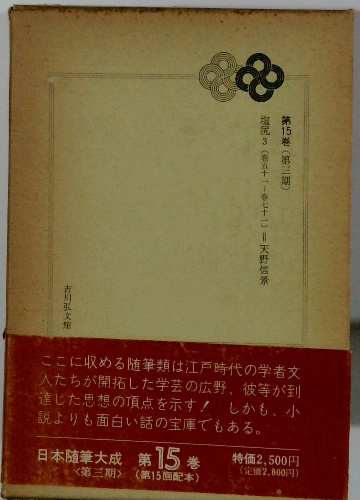 第15巻(第三期)
塩尻3(巻五十一~巻七十一)=天野信景
吉川弘文館
ここに収める随筆類は江戸時代の学者文
人たちが開拓した学芸の広野、彼等が到
達した思想の頂点を示す! しかも、小
説よりも面白い話の宝庫でもある。
日本随筆大成 第15巻 特価2,500円
〈第三期〉 (第15回配本) (定価2,800円)